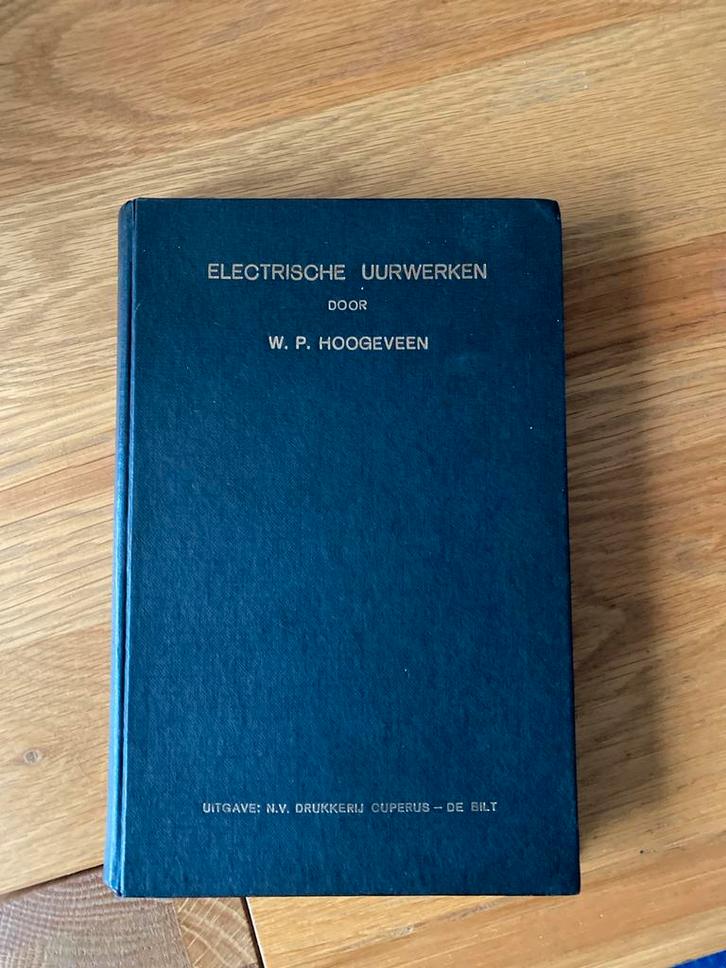 ELECTRISCHE UURWERKEN
DOOR
W. P. HOOGEVEEN
UITGAVE: N.V. DRUKKERIJ CUPERUS – DE BILT